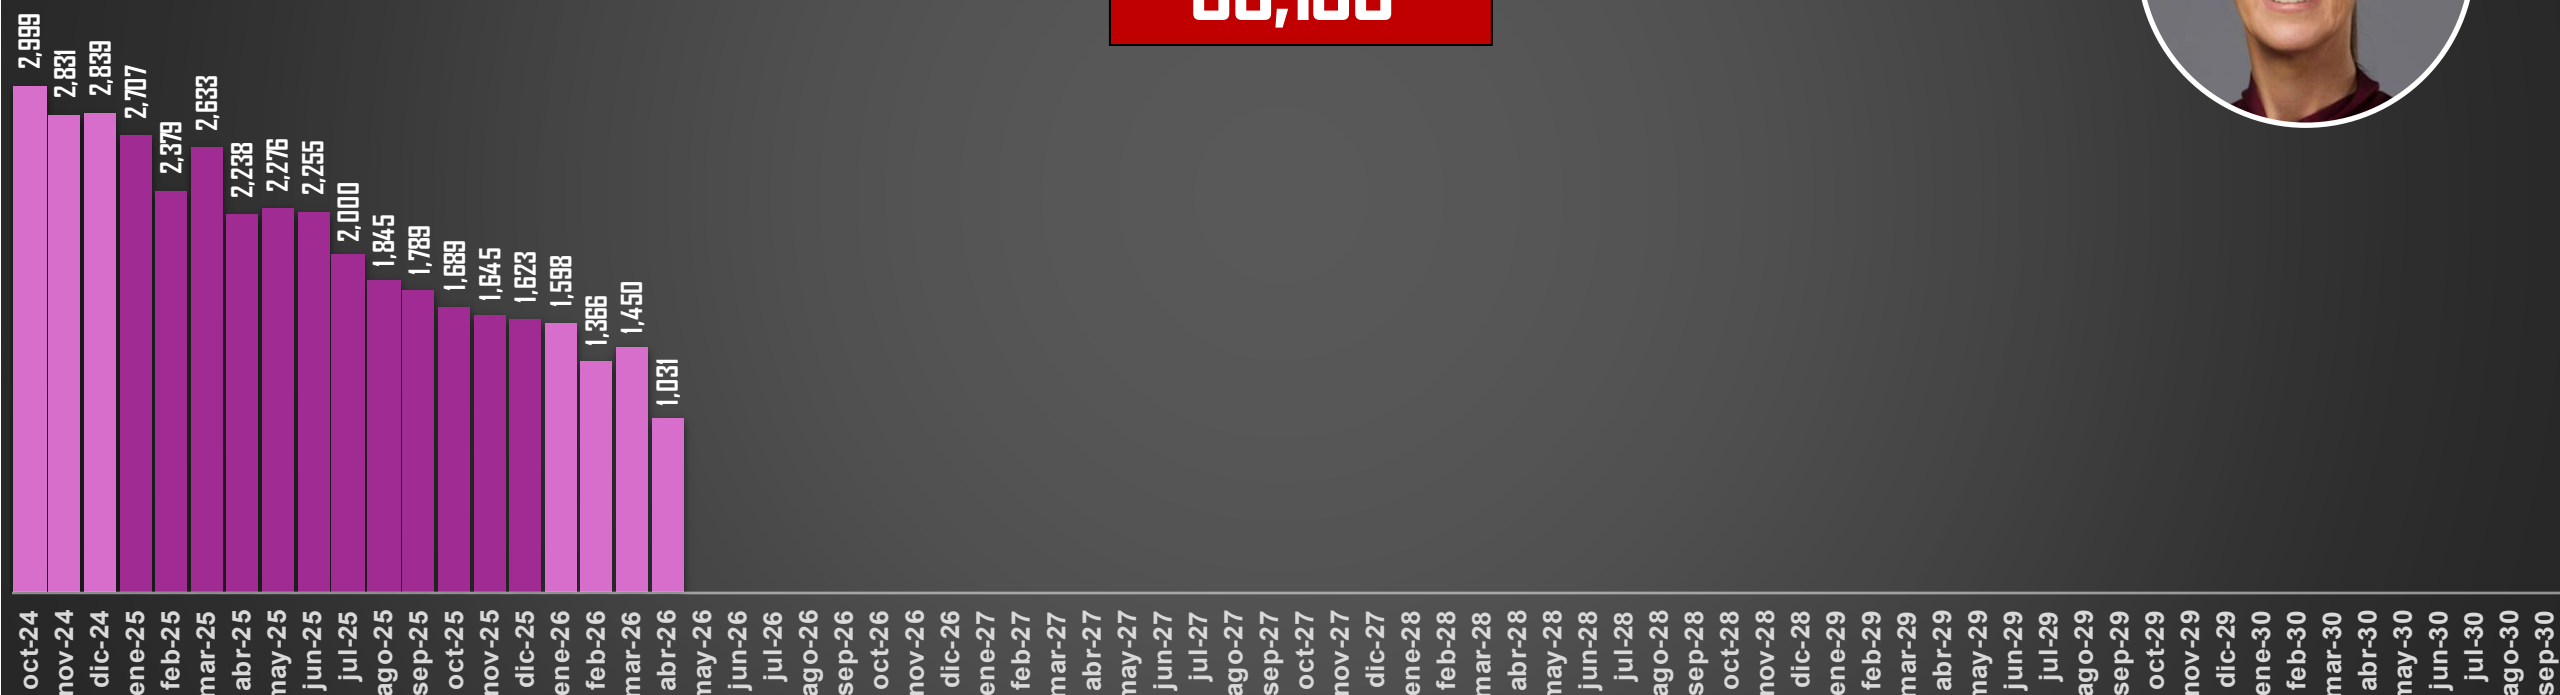 2,999
2,831
2,839
2,707
2,379
2,633
2,238
2,276
2,255
2,000
1,845
1,789
1,689
1,645
1,623
1,598
1,366
1,450
1,031
oct-24
nov-24
dic-24
ene-25
feb-25
mar-25
abr-25
may-25
jun-25
jul-25
ago-25
sep-25
oct-25
nov-25
dic-25
ene-26
feb-26
mar-26
abr-26
may-26
jun-26
jul-26
ago-26
sep-26
oct-26
nov-26
dic-26
ene-27
feb-27
mar-27
abr-27
may-27
jun-27
jul-27
ago-27
sep-27
oct-27
nov-27
dic-27
ene-28
feb-28
mar-28
abr-28
may-28
jun-28
jul-28
ago-28
sep-28
oct-28
nov-28
dic-28
ene-29
feb-29
mar-29
abr-29
may-29
jun-29
jul-29
ago-29
sep-29
oct-29
nov-29
dic-29
ene-30
feb-30
mar-30
abr-30
may-30
jun-30
jul-30
ago-30
sep-30